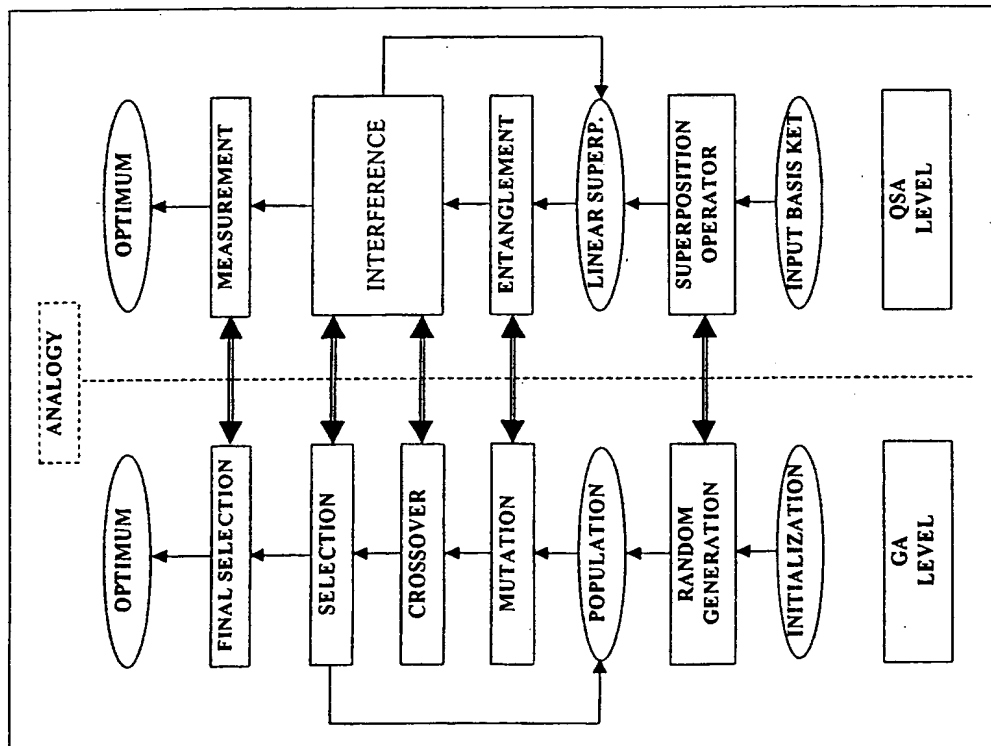 ANALOGY
OPTIMUM
FINAL SELECTION
SELECTION
CROSSOVER
MUTATION
POPULATION
RANDOM
GENERATION
INITIALIZATION
GA
LEVEL
OPTIMUM
MEASUREMENT
INTERFERENCE
ENTANGLEMENT
LINEAR SUPERP.
SUPERPOSITION
OPERATOR
INPUT BASIS KET
QSA
LEVEL